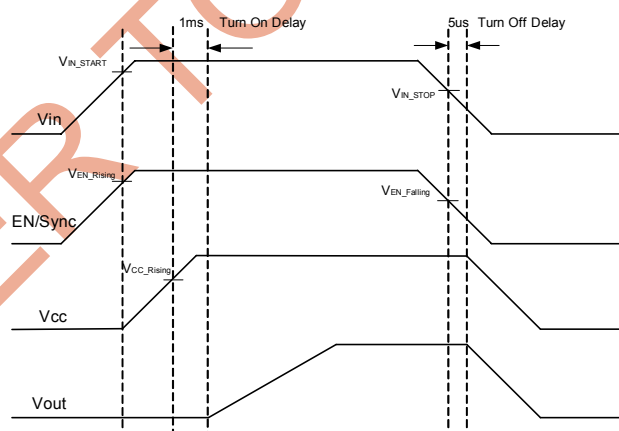 1ms Turn On Delay
5us Turn Off Delay
VIN_START
VIN_STOP
Vin
VEN_Rising
VEN_Falling
EN/Sync
VCC_Rising
Vcc
Vout